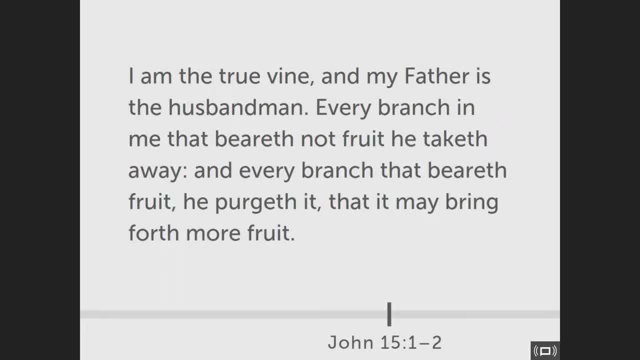 I am the true vine, and my Father is
the husbandman. Every branch in
me that beareth not fruit he taketh
away: and every branch that beareth
fruit, he purgeth it, that it may bring
forth more fruit.
John 15:1–2